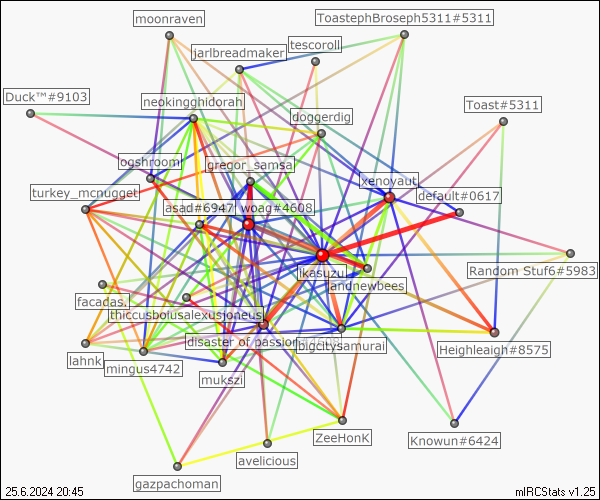 moonraven
ToastephBroseph5311#5311
jarlbreadmaker
tescoroll
Duck™#9103
neokingghidorah
Toast#5311
doggerdig
ogshroom
gregor_samsa
xenoyaut
turkey_mcnugget
default#0617
asad#6947
woag#4608
Random Stuf6#5983
likasuzu
andnewbees
facadas.
thiccusboiusalexusjoneus
disaster of passion
bigcitysamurai
lahnk
mingus4742
Heighleigh#8575
mukszi
ZeeHonK
Knowun#6424
avelicious
gazpachoman
25.6.2024 20:45
mIRCStats v1.25